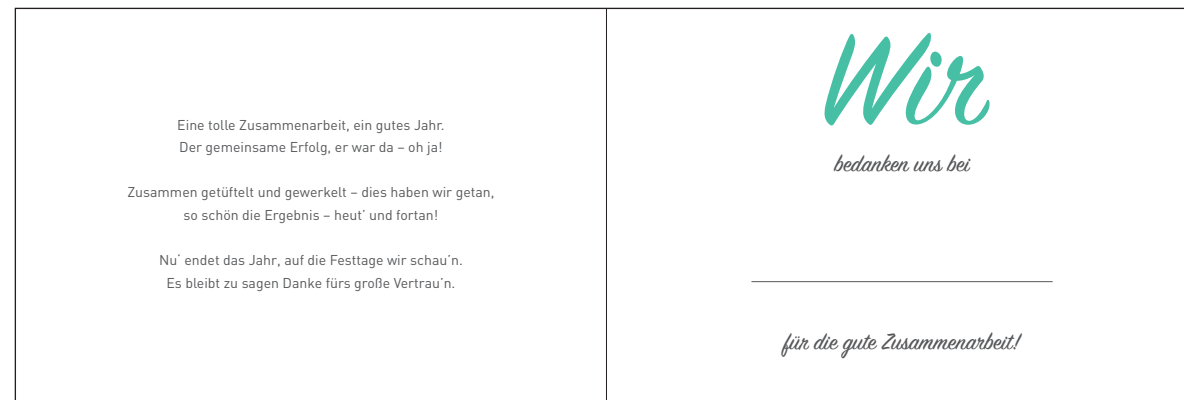 Eine tolle Zusammenarbeit, ein gutes Jahr.
Der gemeinsame Erfolg, er war da – oh ja!
Zusammen getüftelt und gewerkelt – dies haben wir getan,
so schön die Ergebnis – heut' und fortan!
Nu' endet das Jahr, auf die Festtage wir schau'n.
Es bleibt zu sagen Danke fürs große Vertrau'n.
Wir
bedanken uns bei
für die gute Zusammenarbeit!